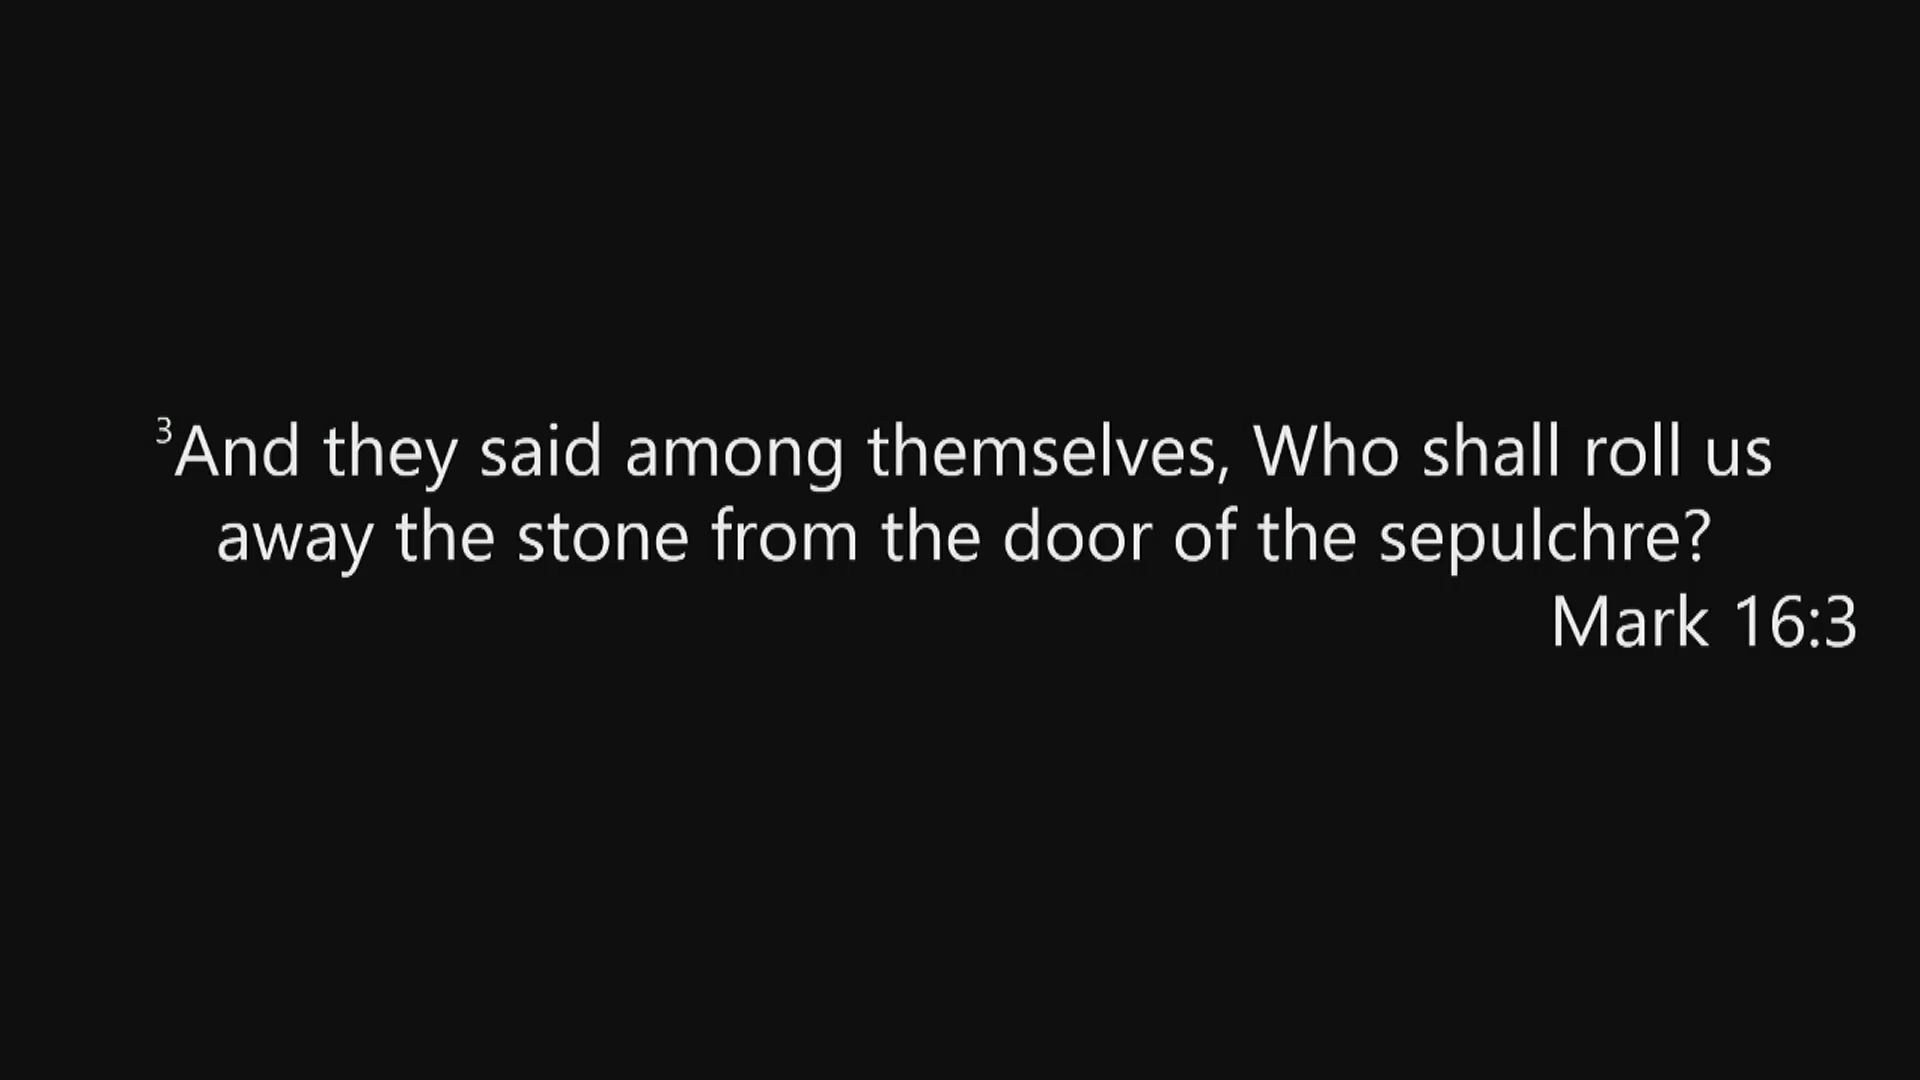 ³And they said among themselves, Who shall roll us
away the stone from the door of the sepulchre?
Mark 16:3